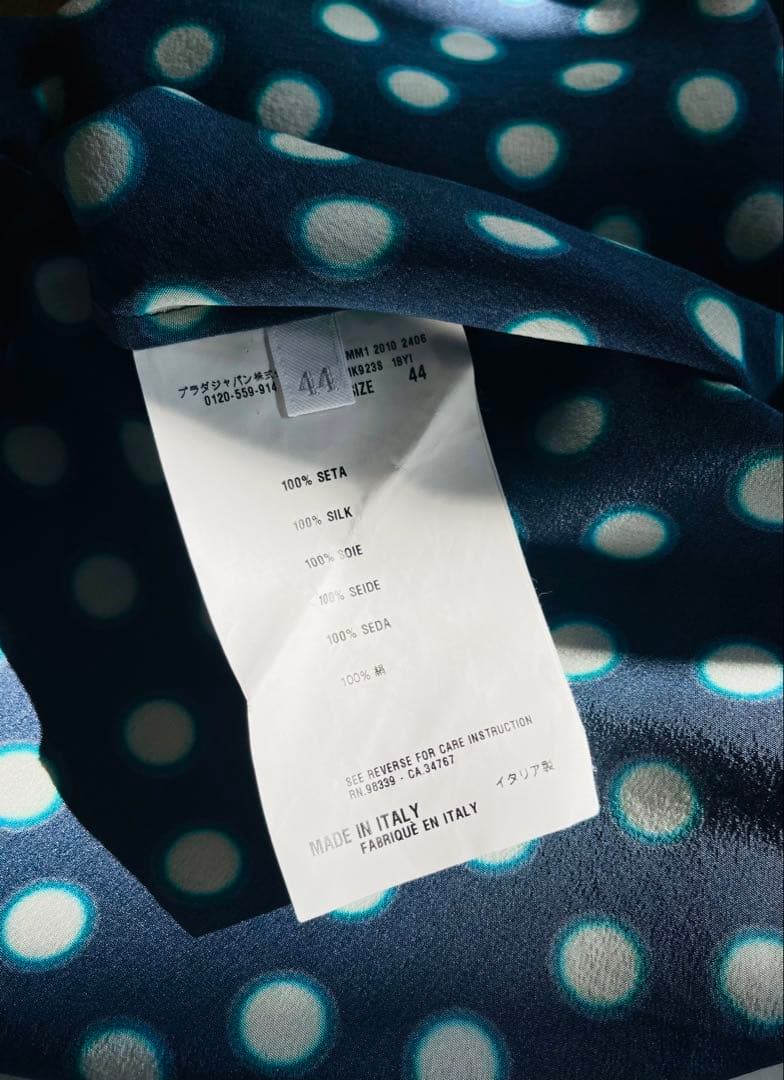 MM1 2010 2406
プラダジャパン株式 44 1BYI
0120-559-914 SIZE 44
100% SETA
100% SILK
100% SOIE
100% SEIDE
100% SEDA
100% 絹
SEE REVERSE FOR CARE INSTRUCTION
RN.98339 - CA.34767 イタリア製
MADE IN ITALY
FABRIQUÈ EN ITALY